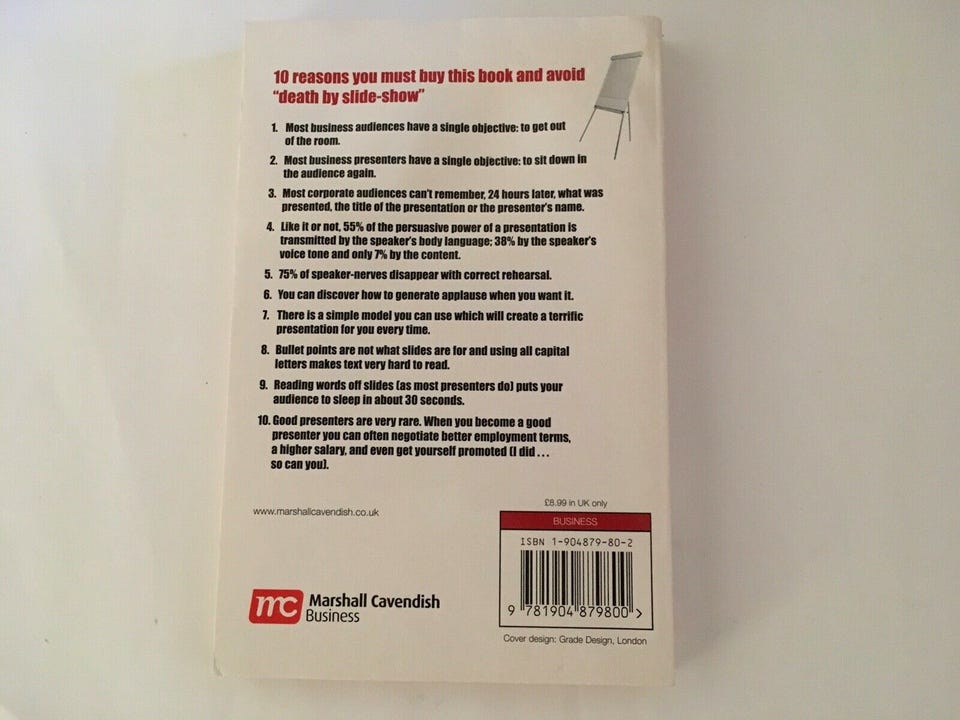 10 reasons you must buy this book and avoid
“death by slide-show”
1. Most business audiences have a single objective: to get out
of the room.
2. Most business presenters have a single objective: to sit down in
the audience again.
3. Most corporate audiences can't remember, 24 hours later, what was
presented, the title of the presentation or the presenter's name.
4. Like it or not, 55% of the persuasive power of a presentation is
transmitted by the speaker's body language; 38% by the speaker's
voice tone and only 7% by the content.
5. 75% of speaker-nerves disappear with correct rehearsal.
6. You can discover how to generate applause when you want it.
7. There is a simple model you can use which will create a terrific
presentation for you every time.
8. Bullet points are not what slides are for and using all capital
letters makes text very hard to read.
9. Reading words off slides (as most presenters do) puts your
audience to sleep in about 30 seconds.
10. Good presenters are very rare. When you become a good
presenter you can often negotiate better employment terms,
a higher salary, and even get yourself promoted (I did . . .
so can you).
www.marshallcavendish.co.uk
£8.99 in UK only
BUSINESS
ISBN 1-904879-80-2
9 781904 879800 >
mc Marshall Cavendish
Business
Cover design: Grade Design, London